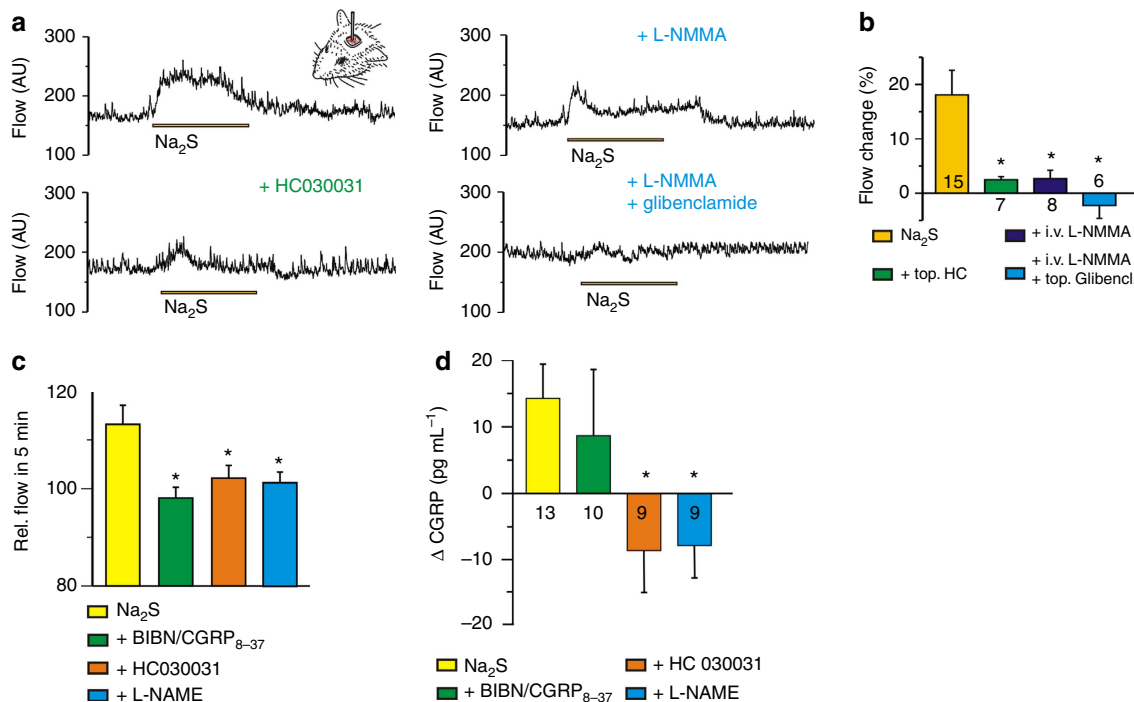 a
300
200
100
Flow (AU)
Na₂S
+ L-NMMA
300
200
100
Flow (AU)
Na₂S
+ HC030031
300
200
100
Flow (AU)
Na₂S
+ L-NMMA
+ glibenclamide
300
200
100
Flow (AU)
Na₂S
b
Flow change (%)
20
10
0
15
*
7
*
8
*
6
Na₂S
+ i.v. L-NMMA
+ top. HC
+ i.v. L-NMMA
+ top. Glibencl
c
Rel. flow in 5 min
120
100
80
*
*
*
Na₂S
+ BIBN/CGRP₈₋₃₇
+ HC030031
+ L-NAME
d
Δ CGRP (pg mL⁻¹)
20
10
0
–10
–20
13
10
*
9
*
9
Na₂S
+ HC 030031
+ BIBN/CGRP₈₋₃₇
+ L-NAME